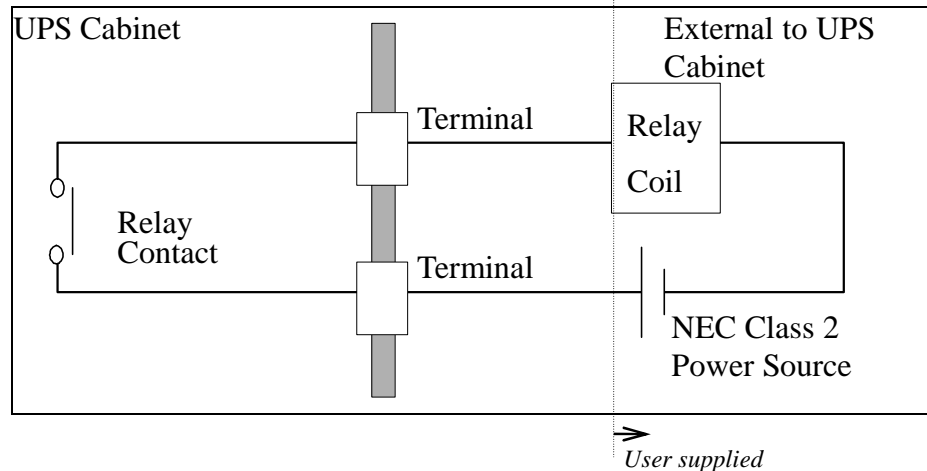 UPS Cabinet
External to UPS
Cabinet
Terminal
Relay
Coil
Relay
Contact
Terminal
NEC Class 2
Power Source
User supplied